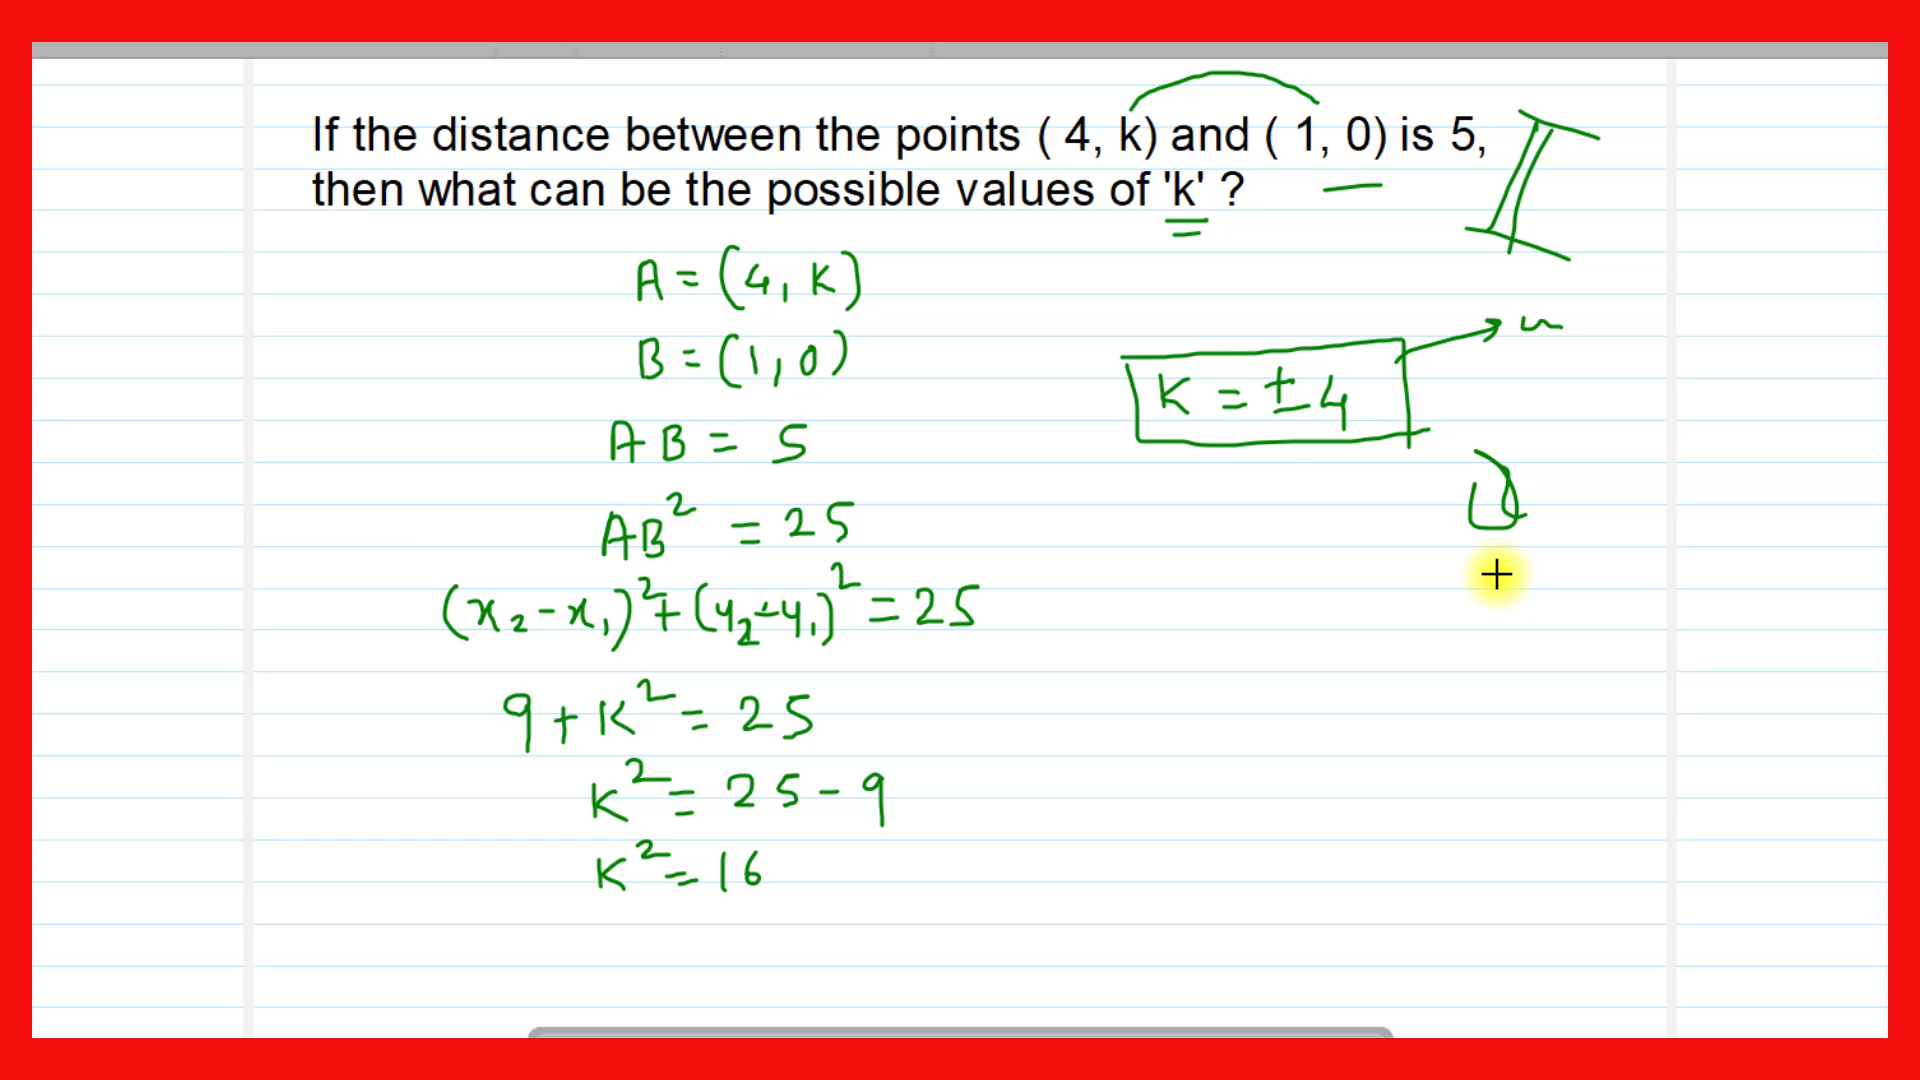 If the distance between the points ( 4, k) and ( 1, 0) is 5,
then what can be the possible values of 'k' ?
A = (4, K)
B = (1, 0)
AB = 5
AB² = 25
(x₂ - x₁)² + (y₂ - y₁)² = 25
9 + K² = 25
K² = 25 - 9
K² = 16
K = ± 4